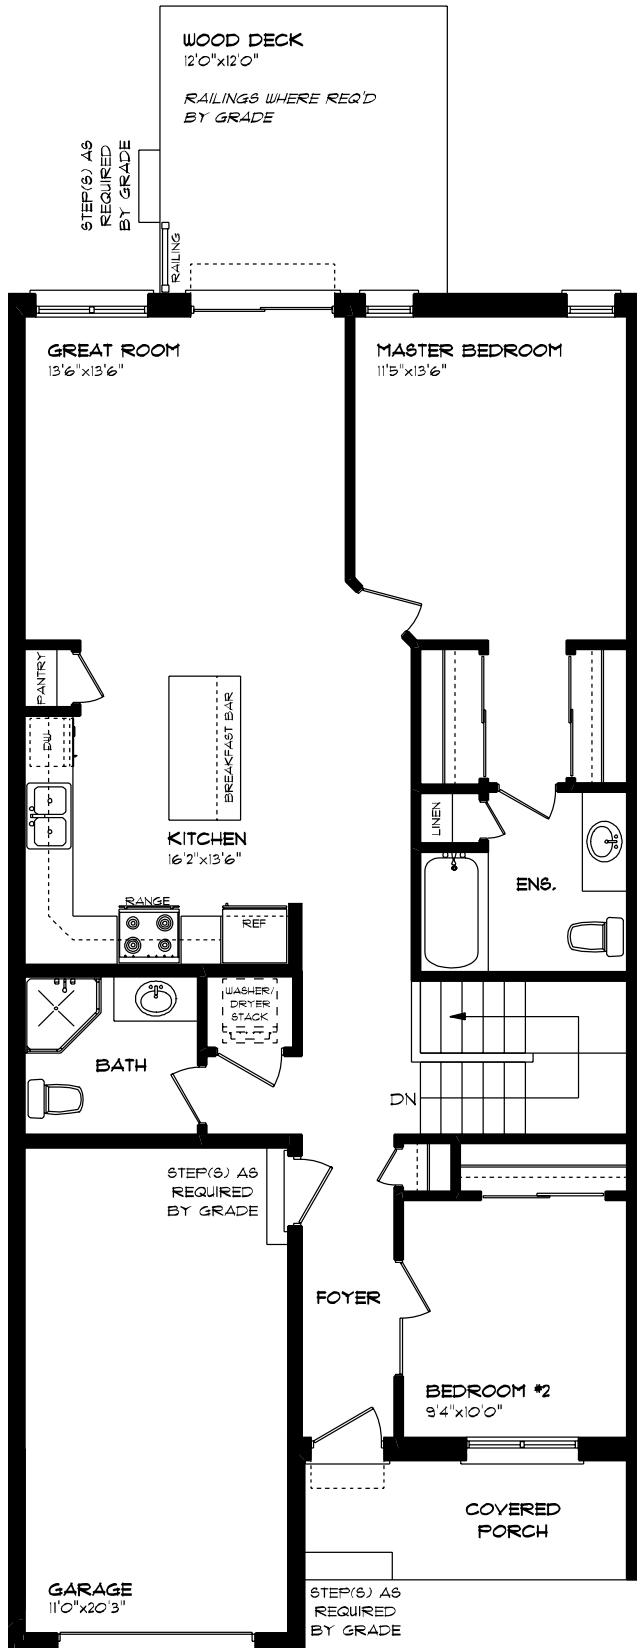 WOOD DECK
12'0"x12'0"
RAILINGS WHERE REQ'D
BY GRADE
STEP(S) AS
REQUIRED
BY GRADE
RAILING
GREAT ROOM
13'6"x13'6"
MASTER BEDROOM
11'5"x13'6"
PANTRY
DW
BREAKFAST BAR
KITCHEN
16'2"x13'6"
LINEN
ENS.
RANGE
REF
WASHER/
DRYER
STACK
BATH
DN
STEP(S) AS
REQUIRED
BY GRADE
FOYER
BEDROOM #2
9'4"x10'0"
COVERED
PORCH
GARAGE
11'0"x20'3"
STEP(S) AS
REQUIRED
BY GRADE